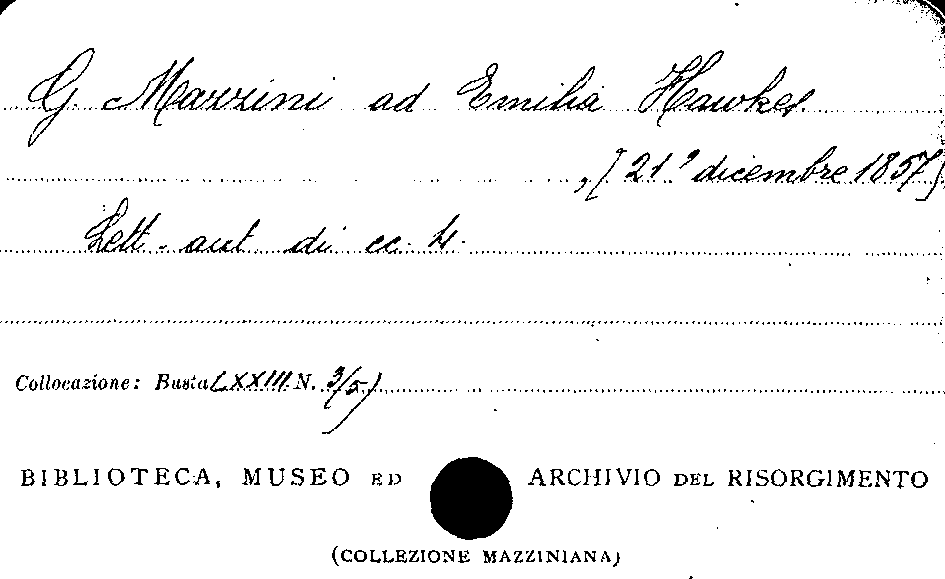 G. Mazzini ad Emilia Hawkes.
, [21? dicembre 1857]
Lett. aut. di cc. 4.
Collocazione: Busta LXXIII N. 3/5)
BIBLIOTECA, MUSEO ED ARCHIVIO DEL RISORGIMENTO
(COLLEZIONE MAZZINIANA)